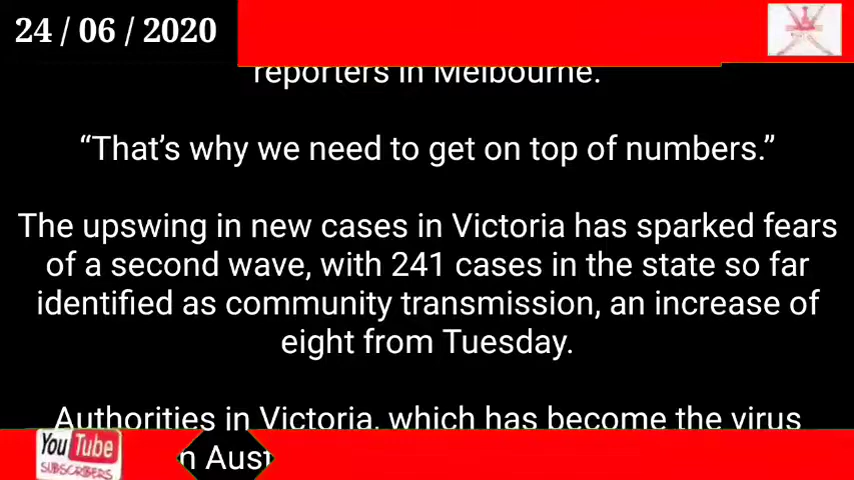 24 / 06 / 2020
reporters in Melbourne.
“That’s why we need to get on top of numbers.”
The upswing in new cases in Victoria has sparked fears
of a second wave, with 241 cases in the state so far
identified as community transmission, an increase of
eight from Tuesday.
Authorities in Victoria, which has become the virus
n Aust
YouTube
SUBSCRIBERS